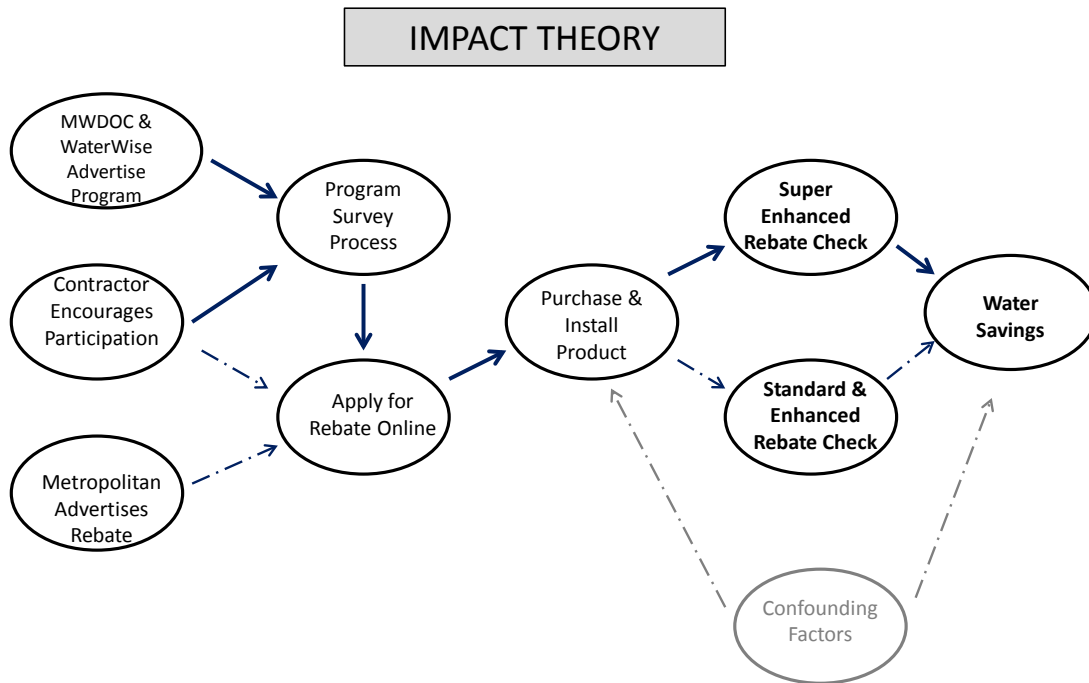 IMPACT THEORY
MWDOC &
WaterWise
Advertise
Program
Program
Survey
Process
Super
Enhanced
Rebate Check
Contractor
Encourages
Participation
Purchase &
Install
Product
Water
Savings
Apply for
Rebate Online
Standard &
Enhanced
Rebate Check
Metropolitan
Advertises
Rebate
Confounding
Factors